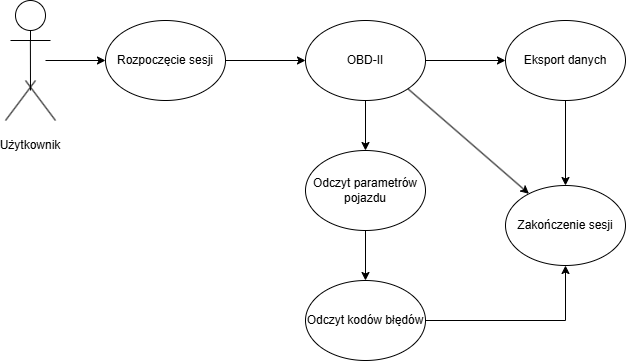 Rozpoczęcie sesji
OBD-II
Eksport danych
Użytkownik
Odczyt parametrów
pojazdu
Zakończenie sesji
Odczyt kodów błędów